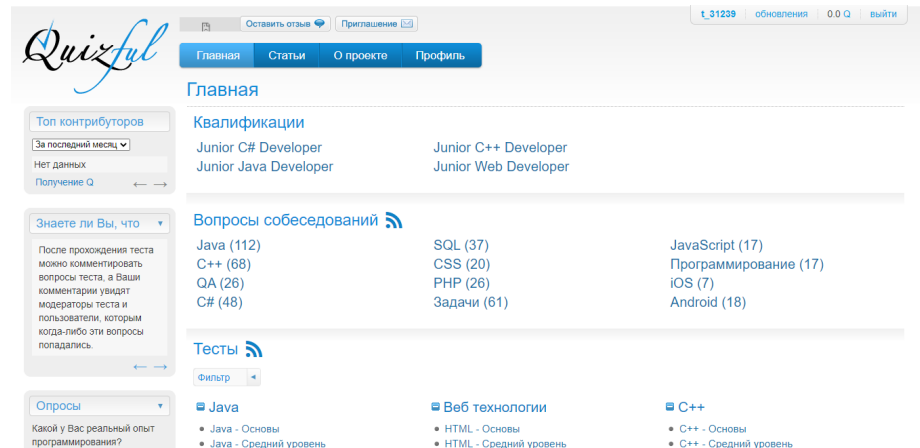 t_31239 обновления 0.0 Q выйти
Оставить отзыв Приглашение
Quizful
Главная Статьи О проекте Профиль
Главная
Топ контрибуторов
За последний месяц
Нет данных
Получение Q ← →
Знаете ли Вы, что
После прохождения теста
можно комментировать
вопросы теста, а Ваши
комментарии увидят
модераторы теста и
пользователи, которым
когда-либо эти вопросы
попадались.
← →
Опросы
Какой у Вас реальный опыт
программирования?
Квалификации
Junior C# Developer Junior C++ Developer
Junior Java Developer Junior Web Developer
Вопросы собеседований
Java (112) SQL (37) JavaScript (17)
C++ (68) CSS (20) Программирование (17)
QA (26) PHP (26) iOS (7)
C# (48) Задачи (61) Android (18)
Тесты
Фильтр
Java Веб технологии C++
Java - Основы HTML - Основы C++ - Основы
Java - Средний уровень HTML - Средний уровень C++ - Средний уровень